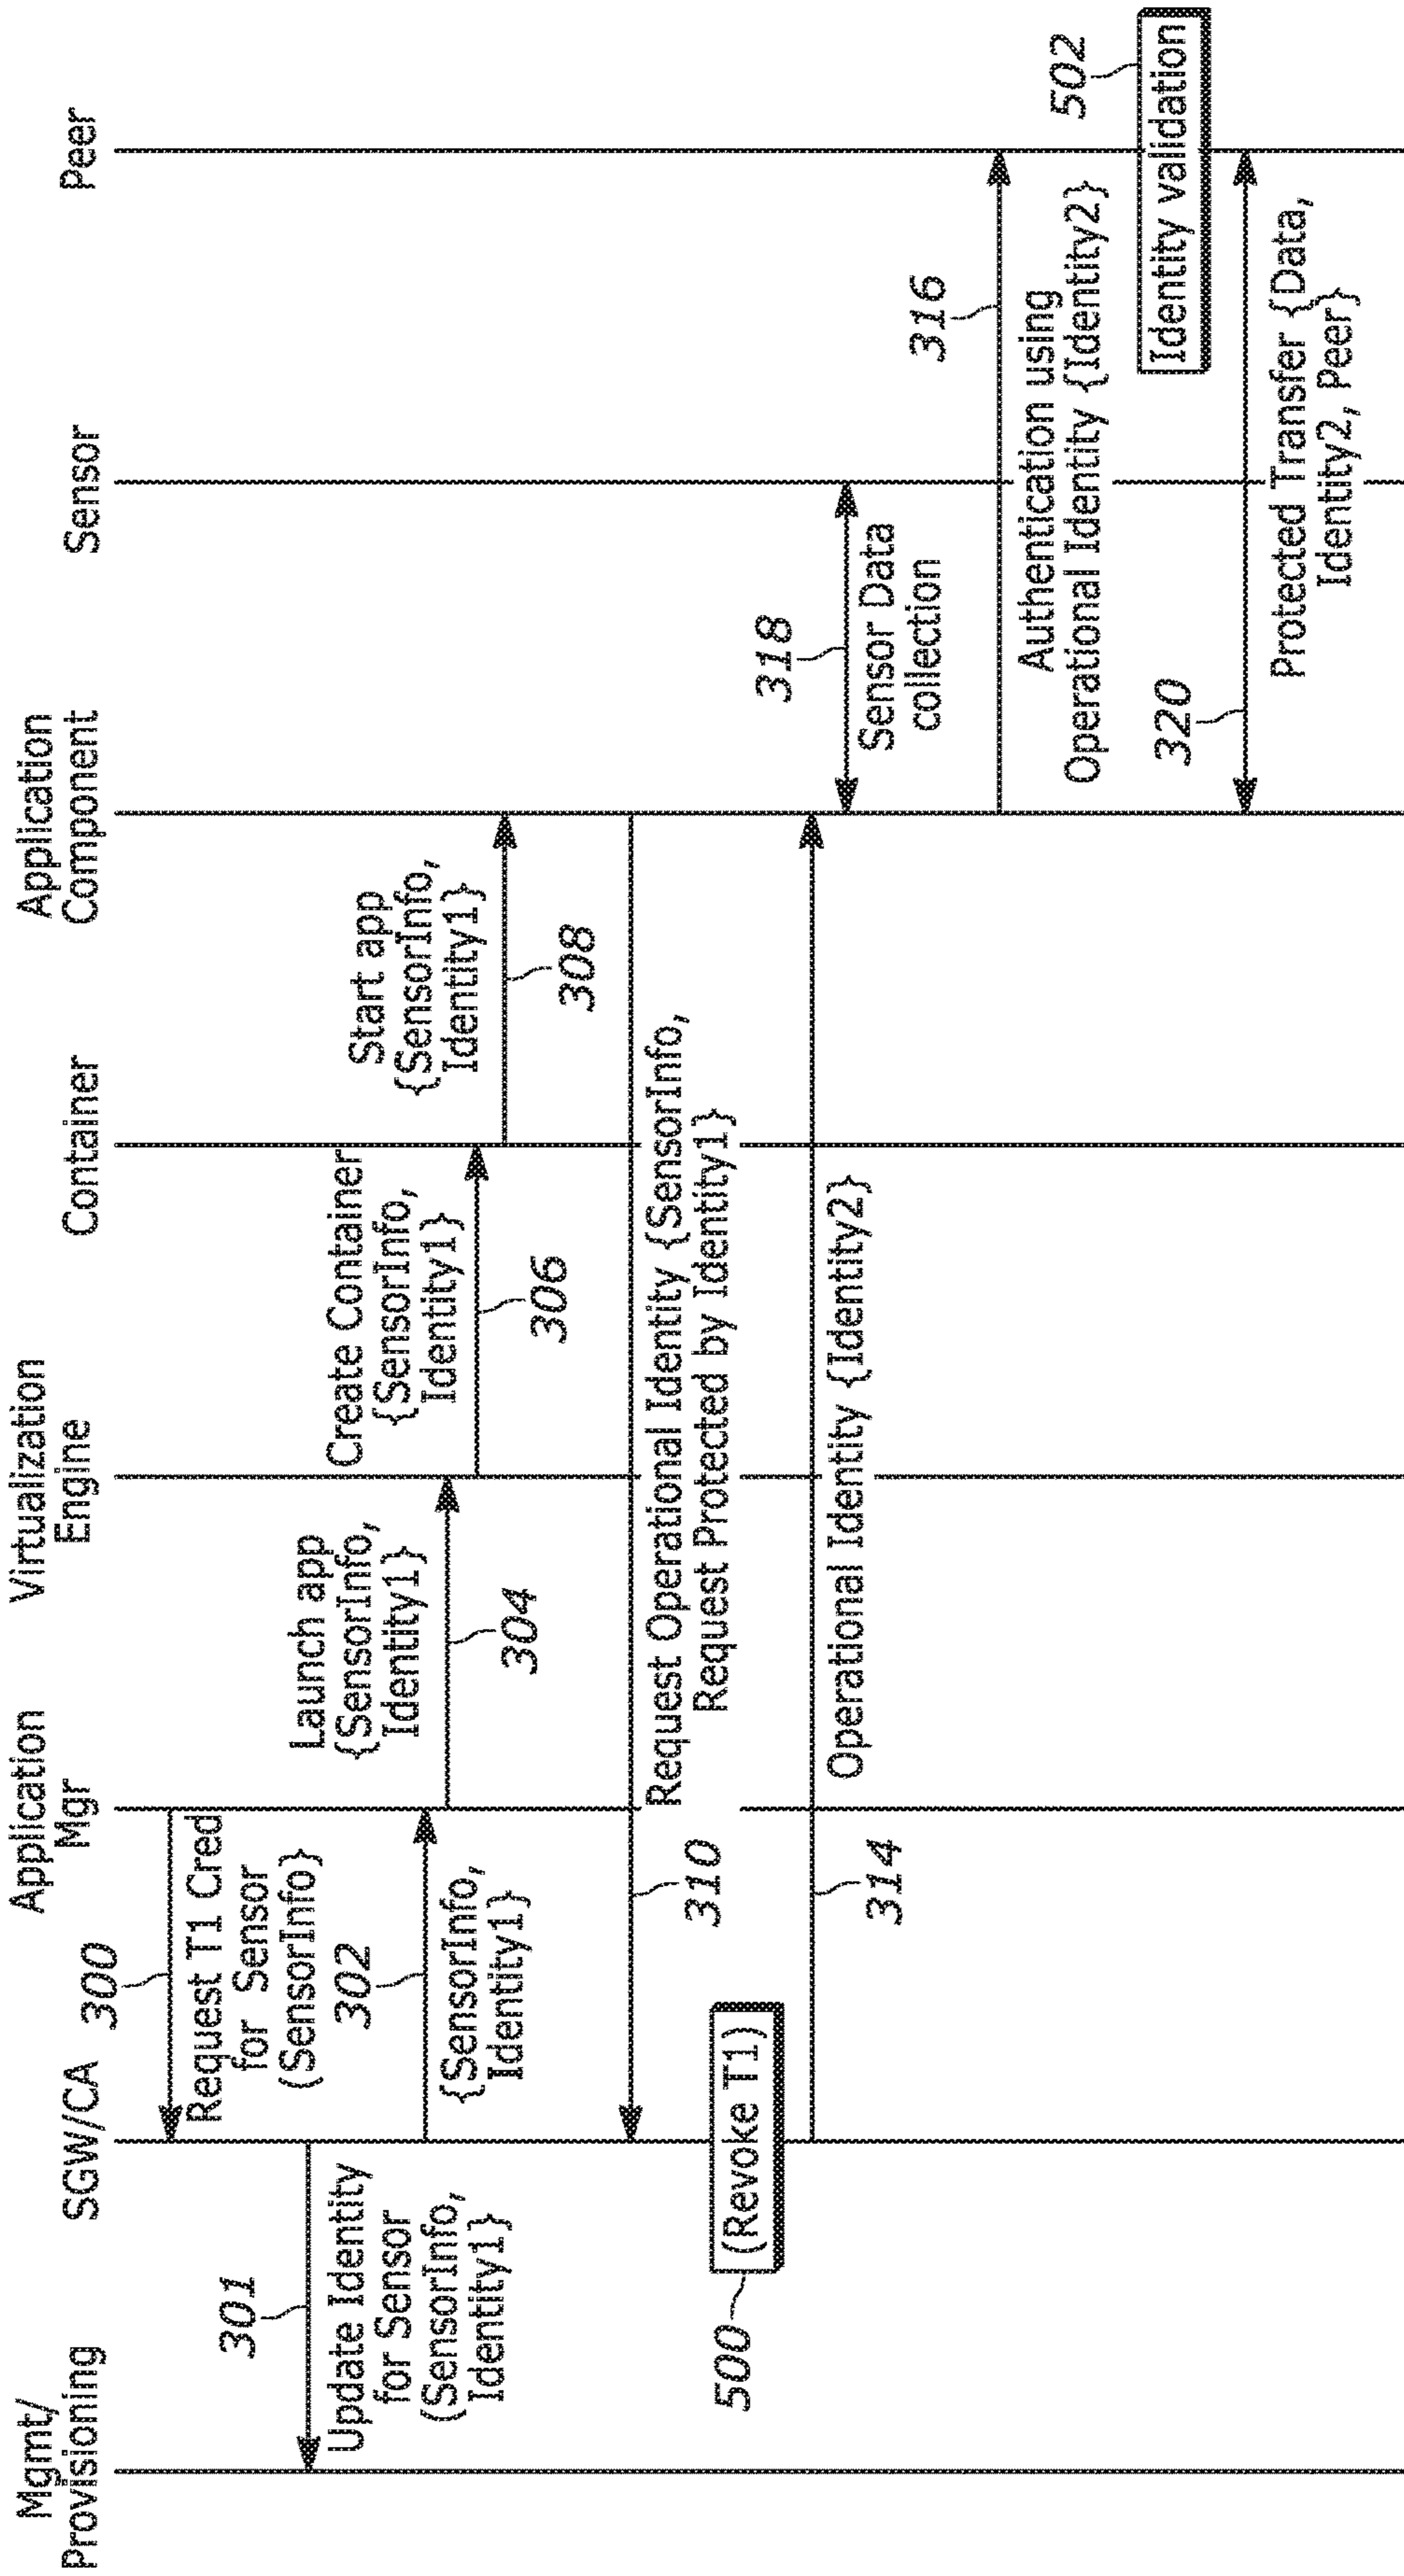 Mgmt/
Provisioning
SGW/CA
Application
Mgr
Virtualization
Engine
Container
Application
Component
Sensor
Peer
300
Request T1 Cred
for Sensor
(SensorInfo}
301
Update Identity
for Sensor
(SensorInfo,
Identity1}
302
{SensorInfo,
Identity1}
Launch app
{SensorInfo,
Identity1}
304
Create Container
{SensorInfo,
Identity1}
306
Start app
{SensorInfo,
Identity1}
308
Request Operational Identity {SensorInfo,
Request Protected by Identity1}
310
500
(Revoke T1)
Operational Identity {Identity2}
314
318
Sensor Data
collection
316
Authentication using
Operational Identity {Identity2}
502
Identity validation
320
Protected Transfer {Data,
Identity2, Peer}